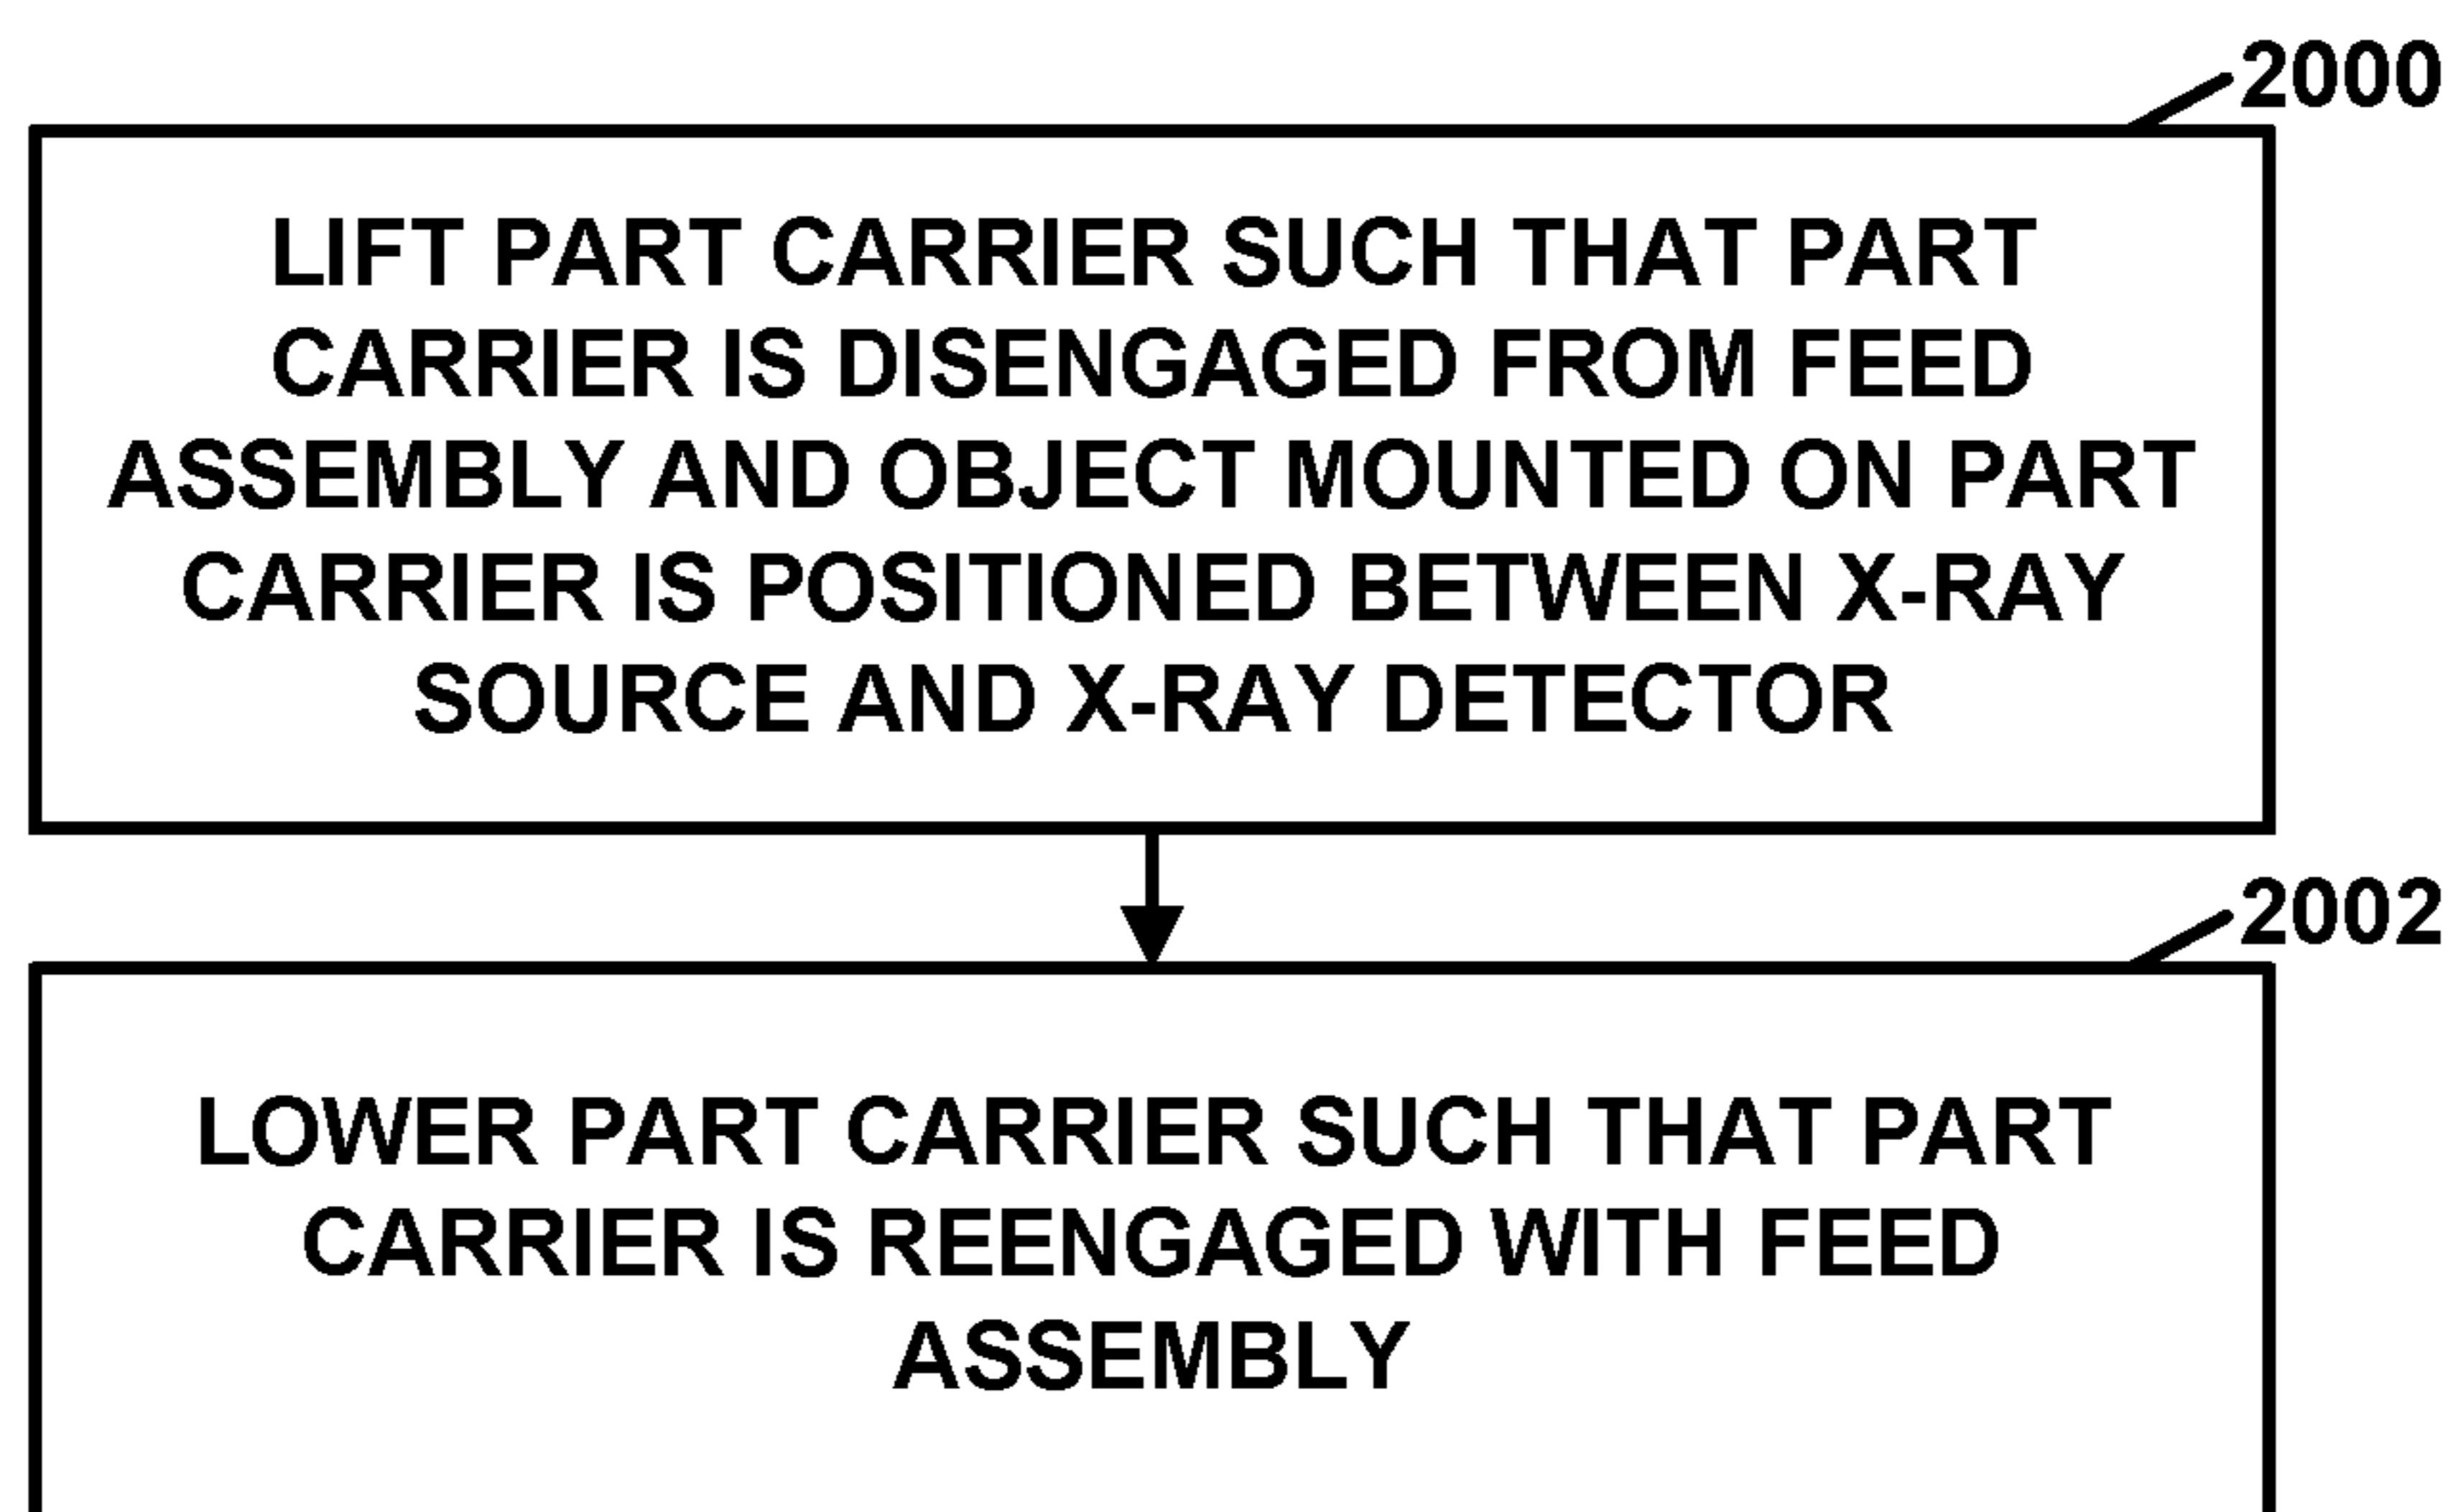 2000
LIFT PART CARRIER SUCH THAT PART
CARRIER IS DISENGAGED FROM FEED
ASSEMBLY AND OBJECT MOUNTED ON PART
CARRIER IS POSITIONED BETWEEN X-RAY
SOURCE AND X-RAY DETECTOR
2002
LOWER PART CARRIER SUCH THAT PART
CARRIER IS REENGAGED WITH FEED
ASSEMBLY